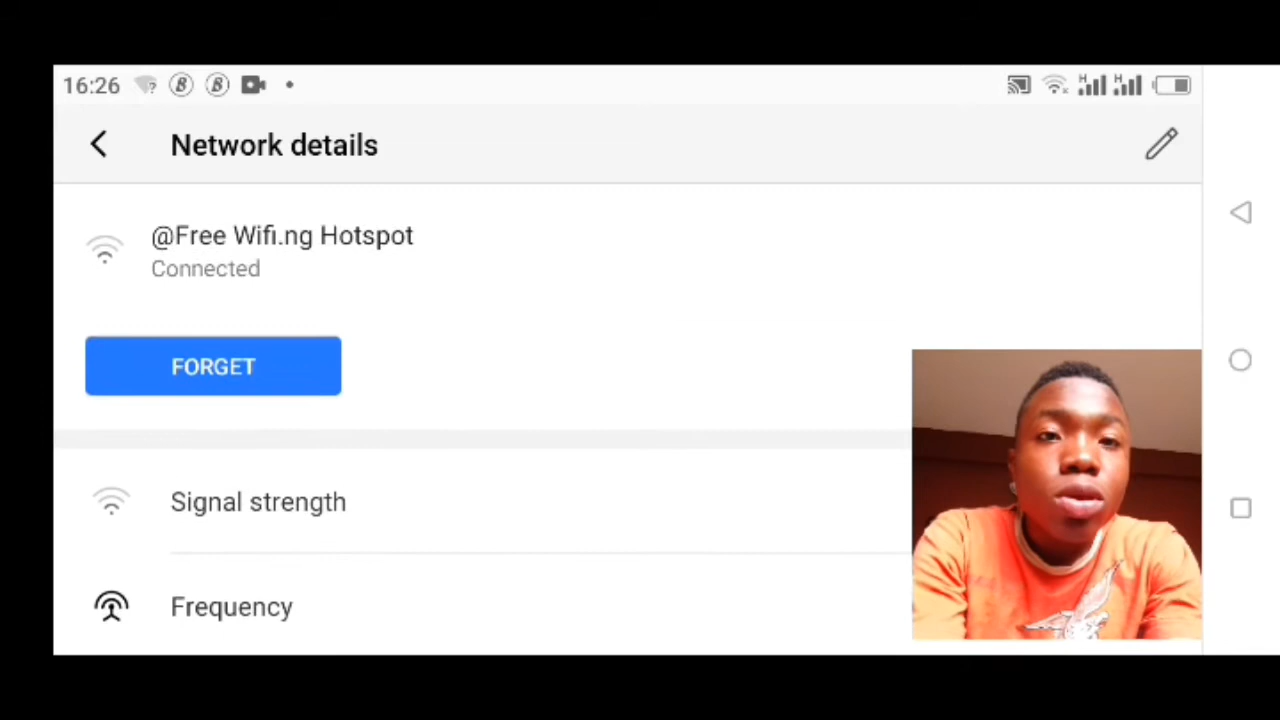 16:26
Network details
@Free Wifi.ng Hotspot
Connected
FORGET
Signal strength
Frequency